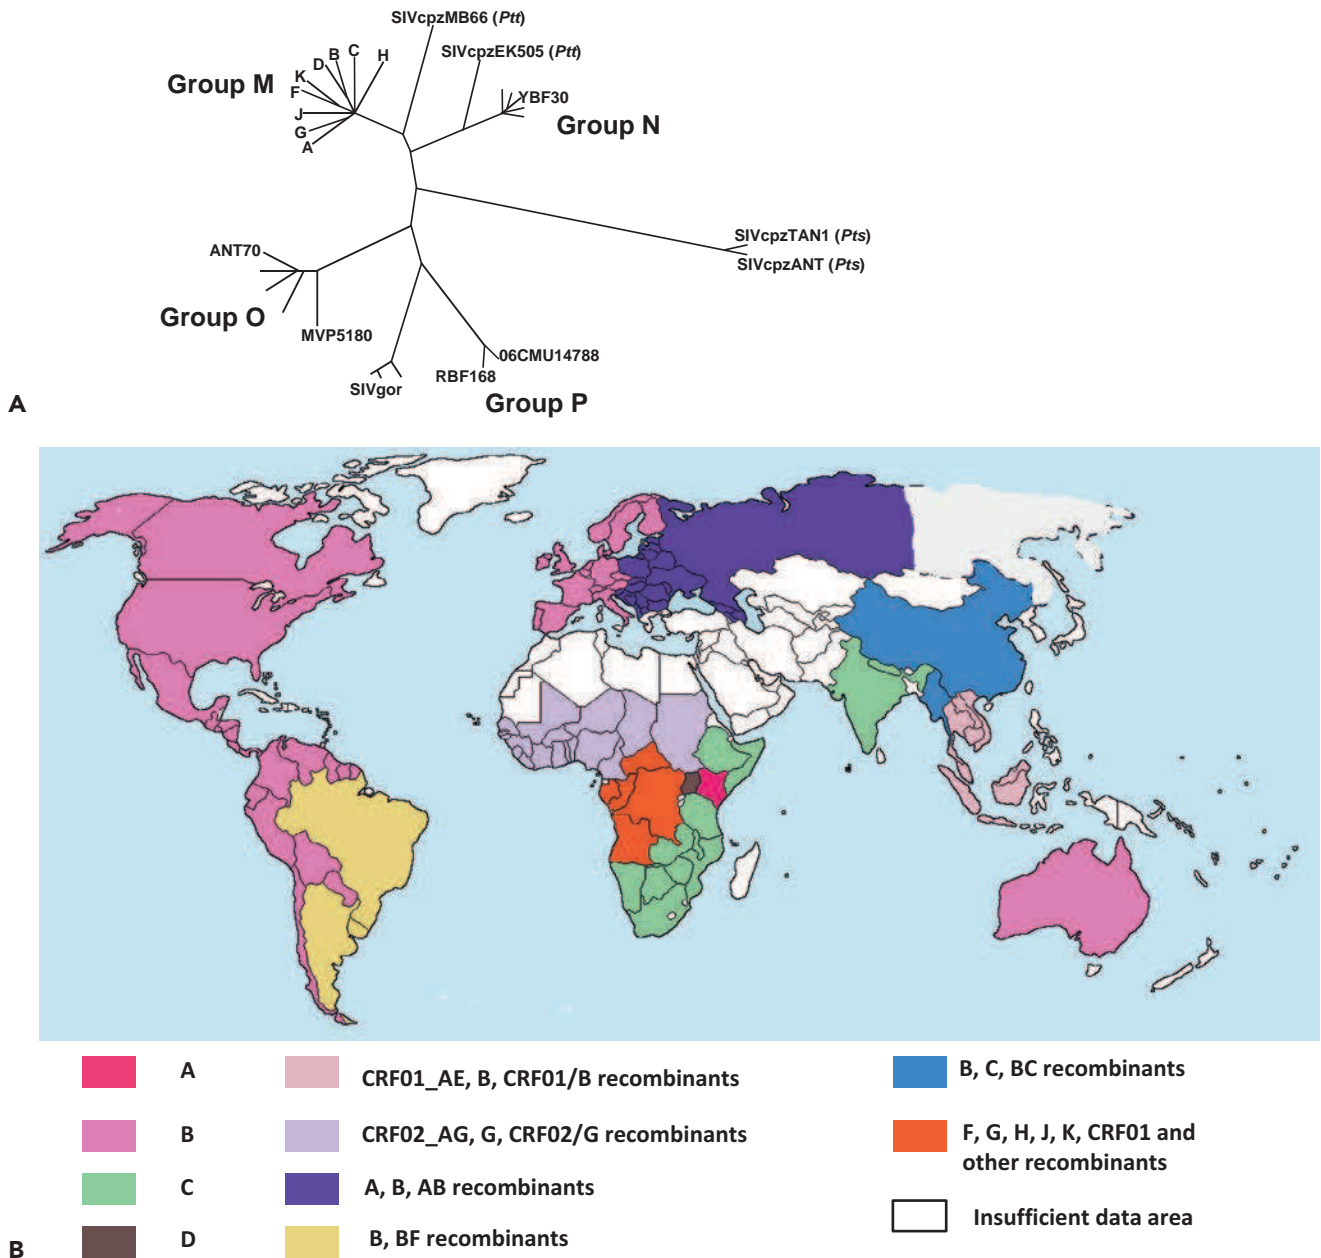 SIVcpzMB66 (Ptt)
SIVcpzEK505 (Ptt)
Group M
K
D
B
C
H
F
J
G
A
YBF30
Group N
SIVcpzTAN1 (Pts)
SIVcpzANT (Pts)
ANT70
Group O
MVP5180
SIVgor
06CMU14788
RBF168
Group P
A
A
CRF01_AE, B, CRF01/B recombinants
B, C, BC recombinants
B
CRF02_AG, G, CRF02/G recombinants
F, G, H, J, K, CRF01 and
other recombinants
C
A, B, AB recombinants
Insufficient data area
D
B, BF recombinants
B